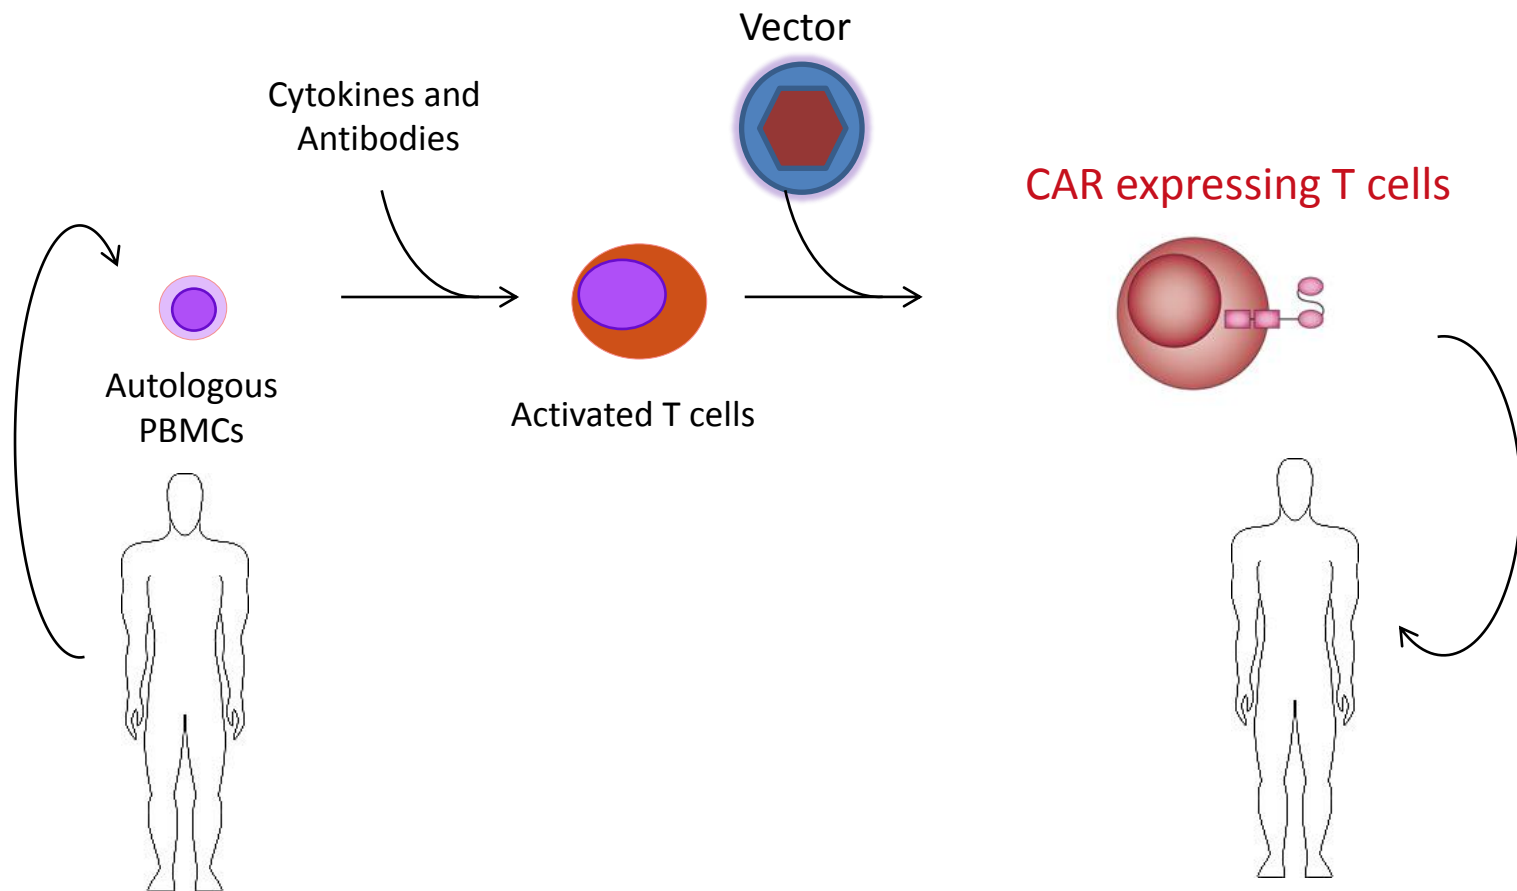 Vector
Cytokines and
Antibodies
CAR expressing T cells
Autologous
PBMCs
Activated T cells